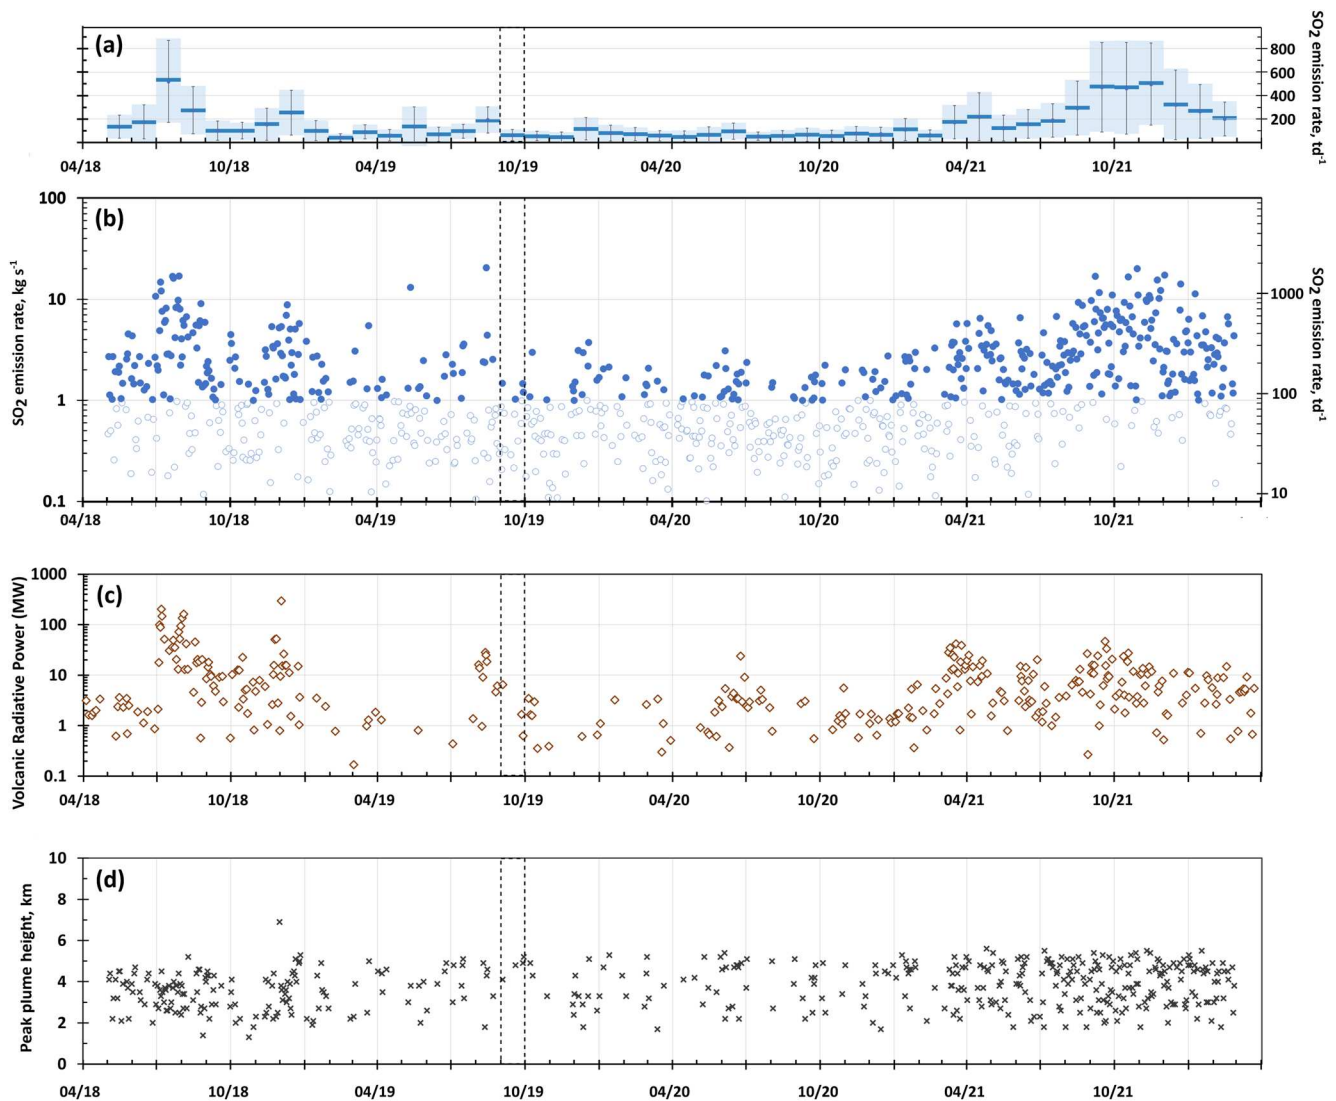 (a)
800
600
400
200
SO2 emission rate, td-1
04/18 10/18 04/19 10/19 04/20 10/20 04/21 10/21
(b)
100
10
1
0.1
SO2 emission rate, kg s-1
1000
100
10
SO2 emission rate, td-1
04/18 10/18 04/19 10/19 04/20 10/20 04/21 10/21
(c)
1000
100
10
1
0.1
Volcanic Radiative Power (MW)
04/18 10/18 04/19 10/19 04/20 10/20 04/21 10/21
(d)
10
8
6
4
2
0
Peak plume height, km
04/18 10/18 04/19 10/19 04/20 10/20 04/21 10/21